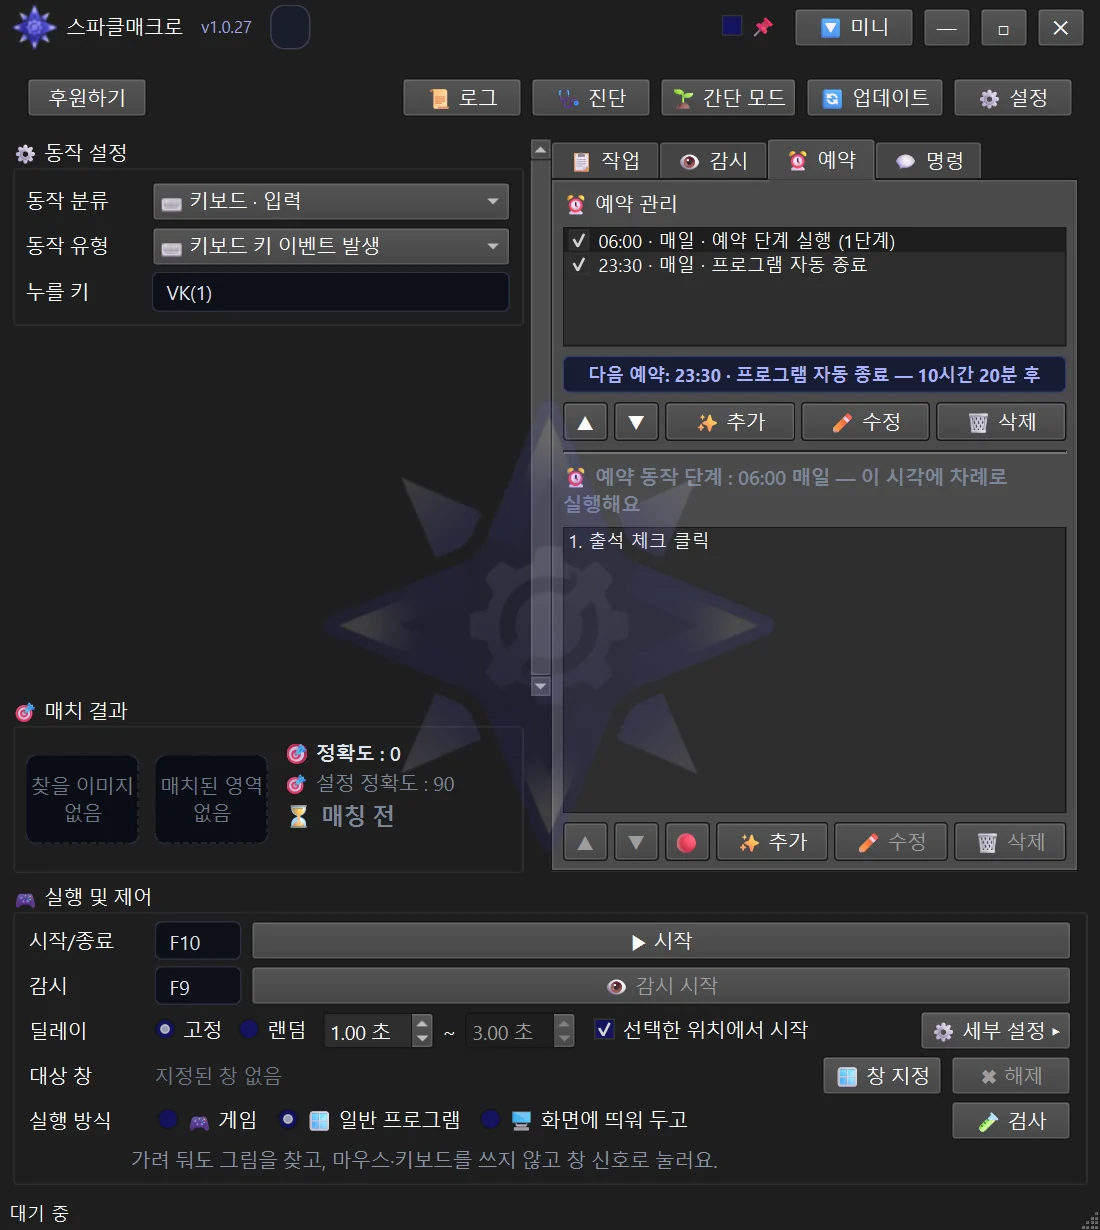 스파클매크로 v1.0.27
미니
후원하기
로그
진단
간단 모드
업데이트
설정
동작 설정
동작 분류
키보드 · 입력
동작 유형
키보드 키 이벤트 발생
누를 키
VK(1)
작업
감시
예약
명령
예약 관리
✓ 06:00 · 매일 · 예약 단계 실행 (1단계)
✓ 23:30 · 매일 · 프로그램 자동 종료
다음 예약: 23:30 · 프로그램 자동 종료 — 10시간 20분 후
▲ ▼ 추가 수정 삭제
예약 동작 단계 : 06:00 매일 — 이 시각에 차례로
실행해요
1. 출석 체크 클릭
▲ ▼ 추가 수정 삭제
매치 결과
찾을 이미지
없음
매치된 영역
없음
정확도 : 0
설정 정확도 : 90
매칭 전
실행 및 제어
시작/종료 F10 ▶ 시작
감시 F9 감시 시작
딜레이 고정 랜덤 1.00 초 ~ 3.00 초 선택한 위치에서 시작 세부 설정 ▸
대상 창 지정된 창 없음 창 지정 ✖ 해제
실행 방식 게임 일반 프로그램 화면에 띄워 두고 검사
가려 둬도 그림을 찾고, 마우스·키보드를 쓰지 않고 창 신호로 눌러요.
대기 중